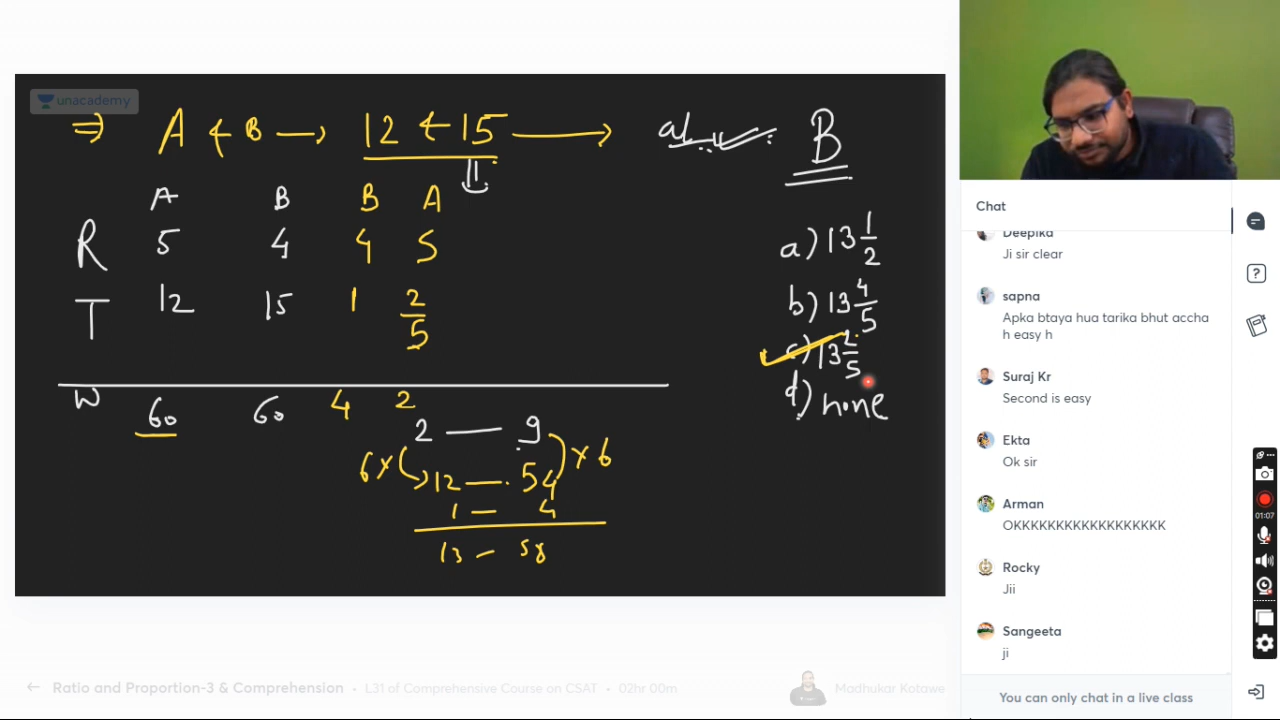 unacademy
⇒ A + B → 12 + 15 → B
A B B A
R 5 4 4 5
T 12 15 1 2/5
W 60 60 4 2
2 — 9
6 × 12 — 54 × 6
1 — 4
13 — 58
a) 13 1/2
b) 13 4/5
c) 13 2/5
d) none
← Ratio and Proportion-3 & Comprehension • L31 of Comprehensive Course on CSAT • 02hr 00m
Madhukar Kotawe
Chat
Deepika
Ji sir clear
sapna
Apka btaya hua tarika bhut accha
h easy h
Suraj Kr
Second is easy
Ekta
Ok sir
Arman
OKKKKKKKKKKKKKKKKKK
Rocky
Jii
Sangeeta
ji
You can only chat in a live class
01:07